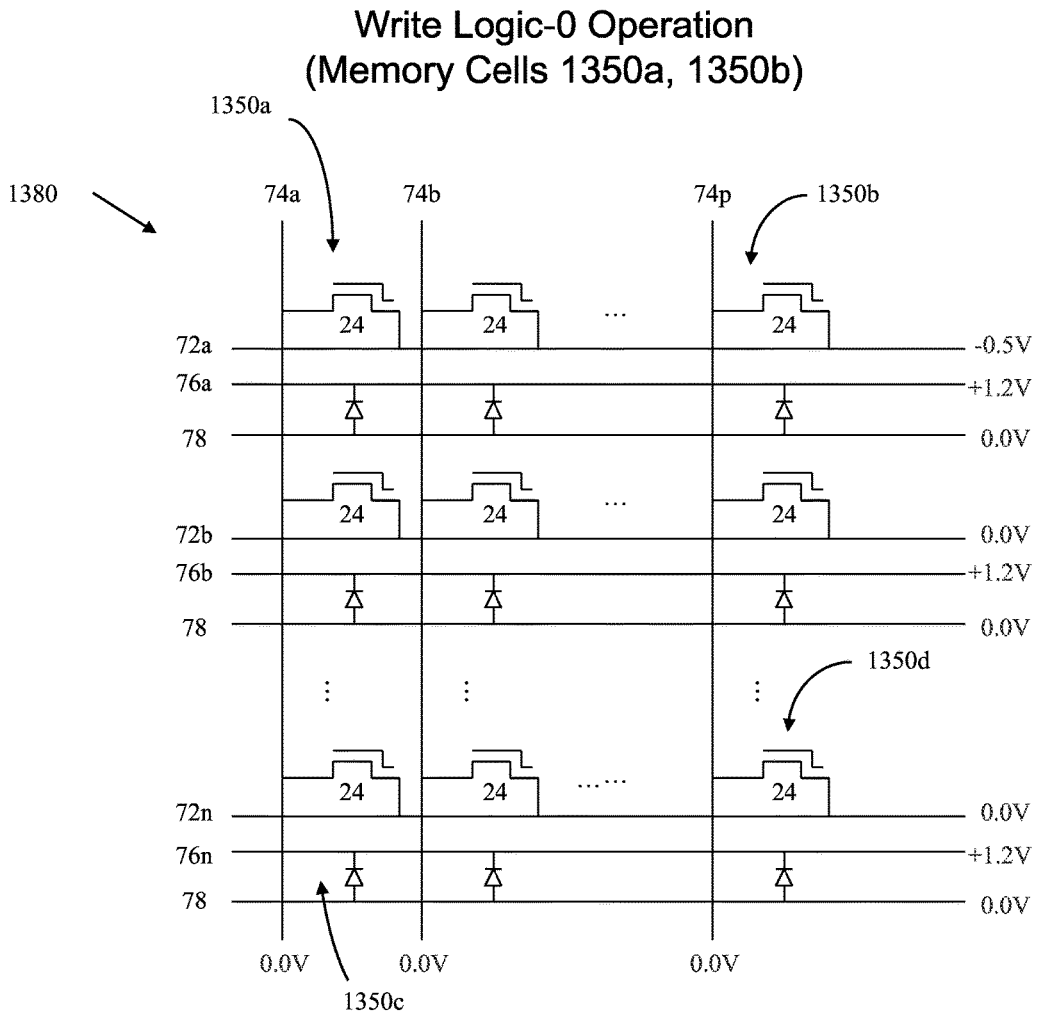 Write Logic-0 Operation
(Memory Cells 1350a, 1350b)
1350a
1380 74a 74b 74p 1350b
24 24 ... 24
72a -0.5V
76a +1.2V
78 0.0V
24 24 ... 24
72b 0.0V
76b +1.2V
78 0.0V
1350d
⋮ ⋮ ⋮
24 24 ...... 24
72n 0.0V
76n +1.2V
78 0.0V
0.0V 0.0V 0.0V
1350c